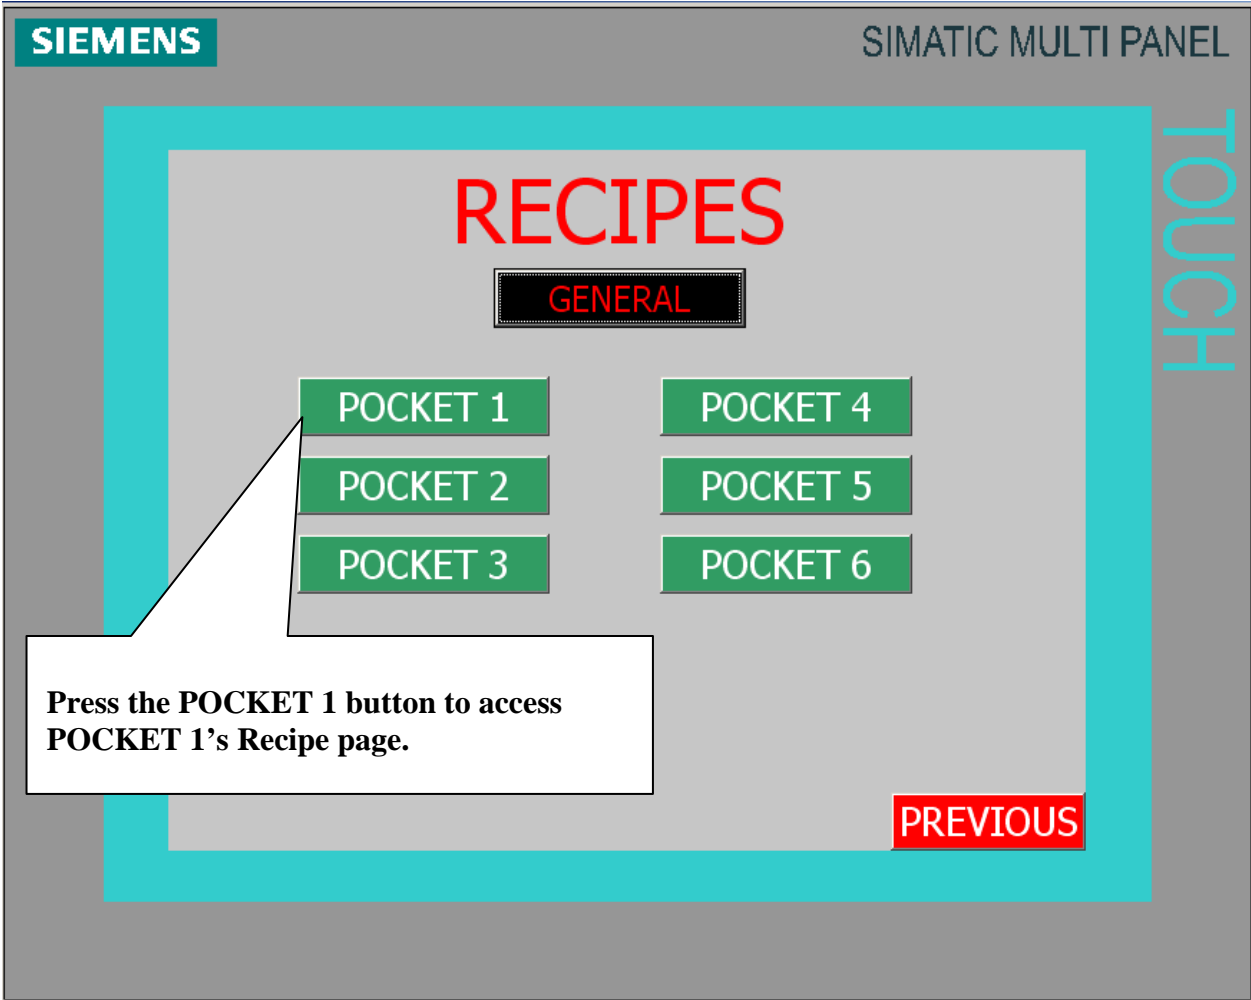 SIEMENS
SIMATIC MULTI PANEL
TOUCH
RECIPES
GENERAL
POCKET 1
POCKET 4
POCKET 2
POCKET 5
POCKET 3
POCKET 6
Press the POCKET 1 button to access
POCKET 1’s Recipe page.
PREVIOUS